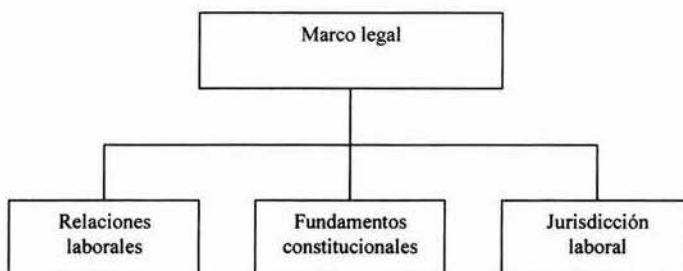 Marco legal
Relaciones
laborales
Fundamentos
constitucionales
Jurisdicción
laboral